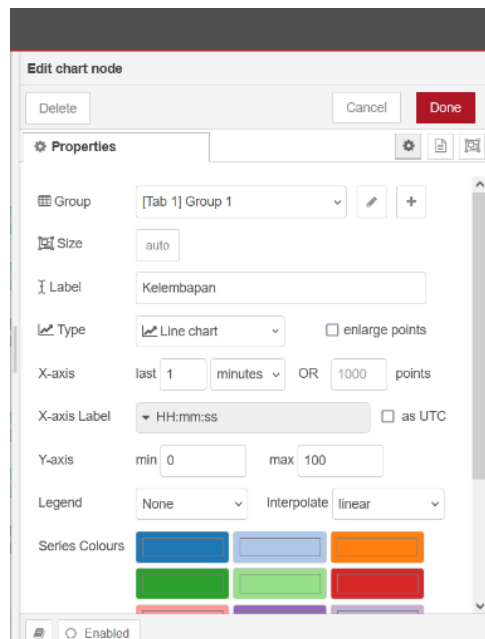 Edit chart node
Delete Cancel Done
Properties
Group [Tab 1] Group 1
Size auto
Label Kelembapan
Type Line chart enlarge points
X-axis last 1 minutes OR 1000 points
X-axis Label HH:mm:ss as UTC
Y-axis min 0 max 100
Legend None Interpolate linear
Series Colours
Enabled